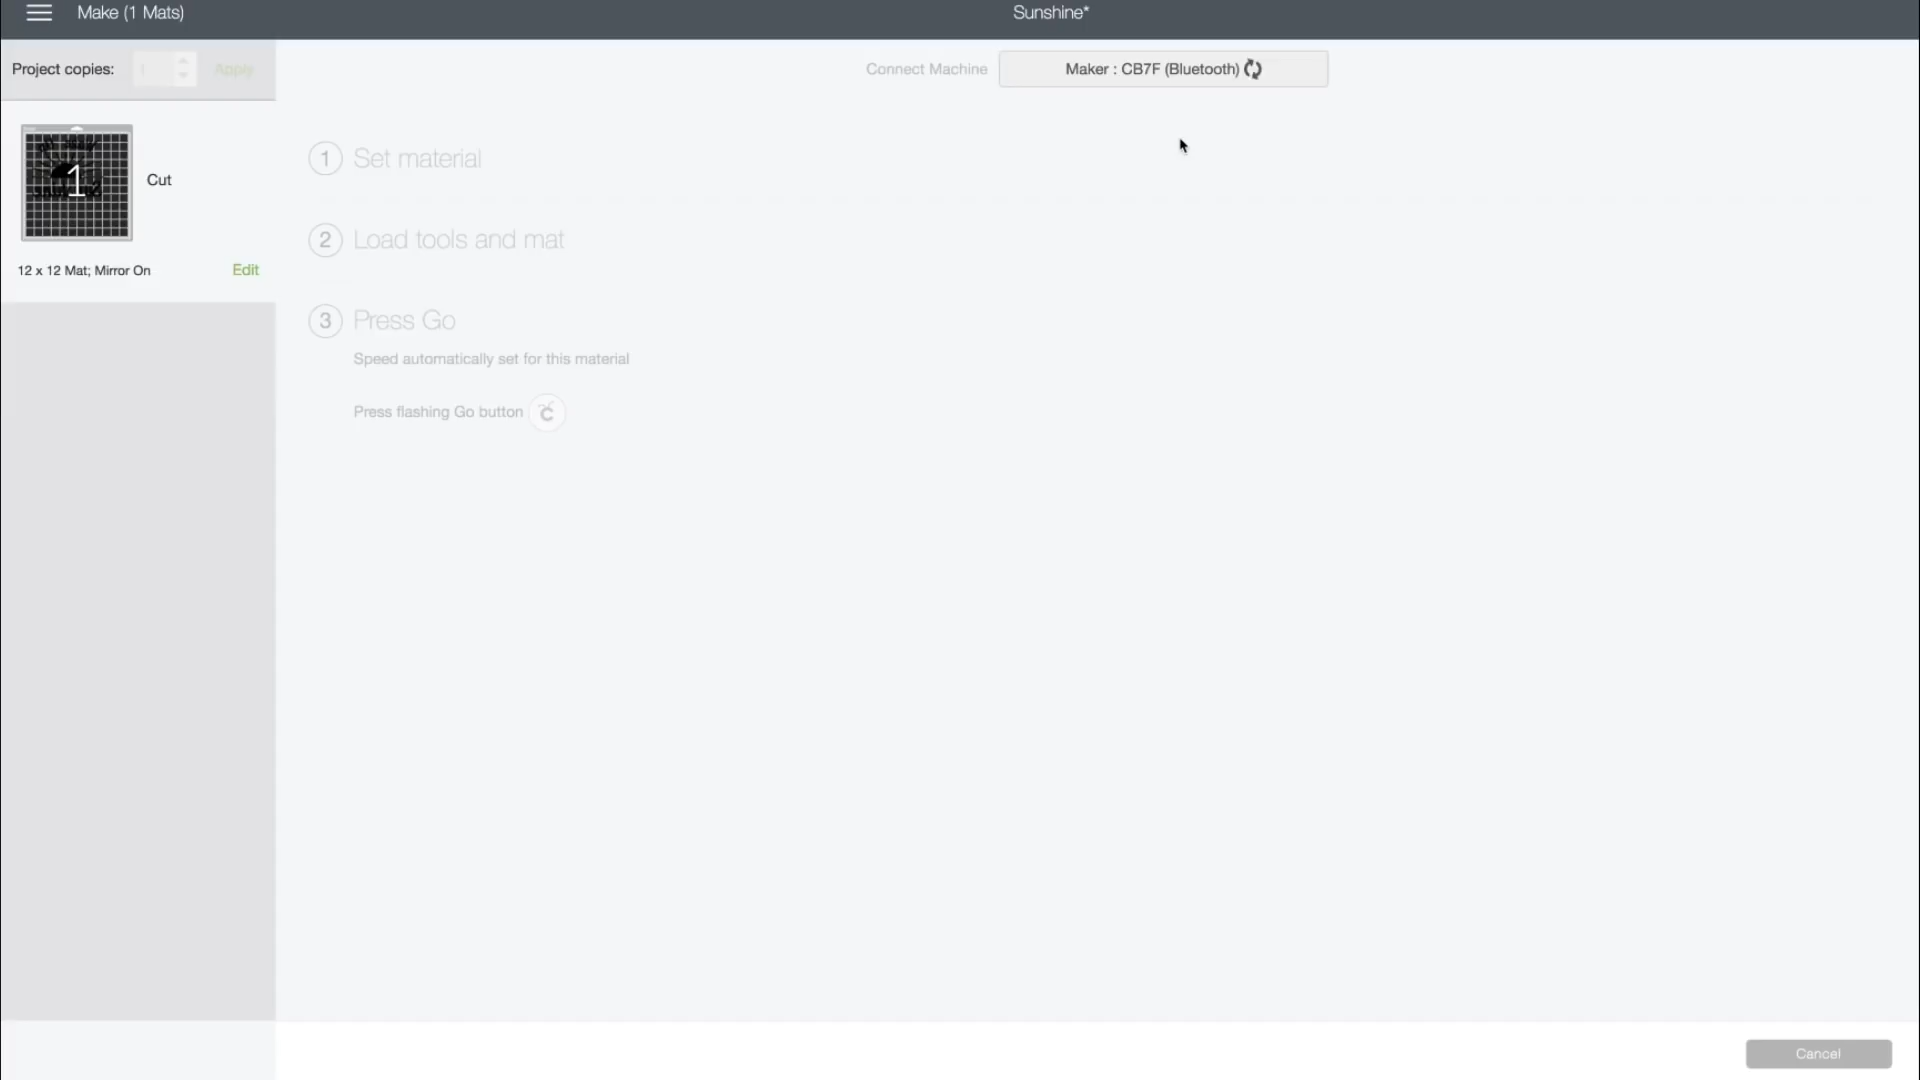 Make (1 Mats)
Sunshine*
Project copies:
1
Apply
Connect Machine
Maker : CB7F (Bluetooth)
1
Cut
12 x 12 Mat; Mirror On
Edit
1 Set material
2 Load tools and mat
3 Press Go
Speed automatically set for this material
Press flashing Go button
Cancel